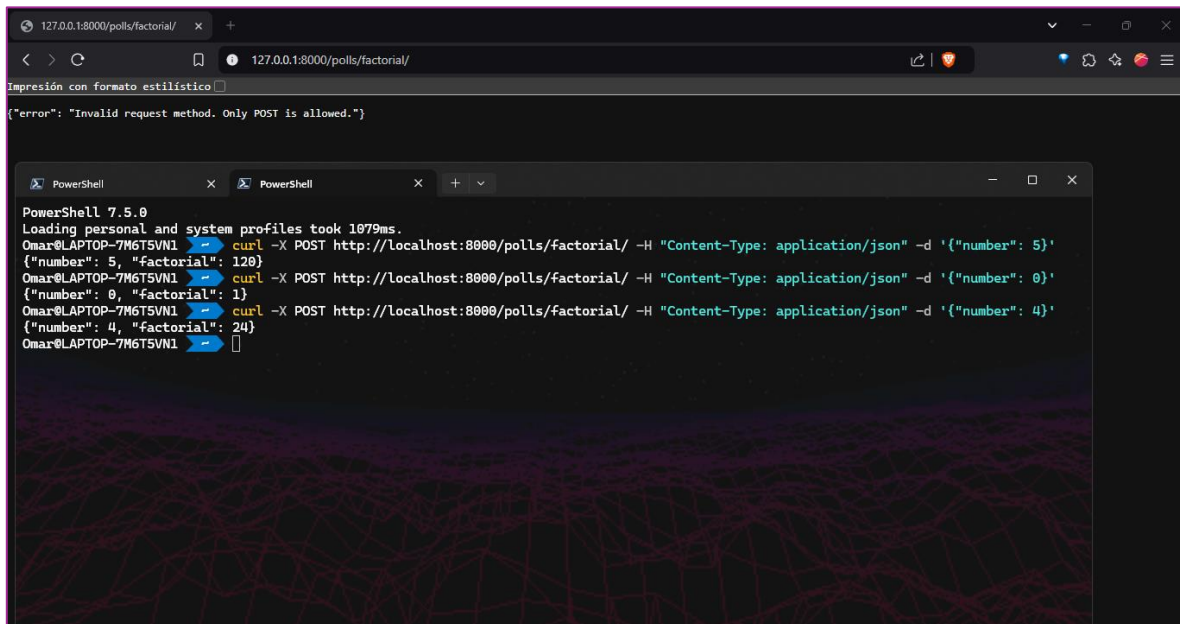 127.0.0.1:8000/polls/factorial/
127.0.0.1:8000/polls/factorial/
Impresión con formato estilístico
{"error": "Invalid request method. Only POST is allowed."}
PowerShell
PowerShell
PowerShell 7.5.0
Loading personal and system profiles took 1079ms.
Omar@LAPTOP-7M6T5VN1 ~ curl -X POST http://localhost:8000/polls/factorial/ -H "Content-Type: application/json" -d '{"number": 5}'
{"number": 5, "factorial": 120}
Omar@LAPTOP-7M6T5VN1 ~ curl -X POST http://localhost:8000/polls/factorial/ -H "Content-Type: application/json" -d '{"number": 0}'
{"number": 0, "factorial": 1}
Omar@LAPTOP-7M6T5VN1 ~ curl -X POST http://localhost:8000/polls/factorial/ -H "Content-Type: application/json" -d '{"number": 4}'
{"number": 4, "factorial": 24}
Omar@LAPTOP-7M6T5VN1 ~